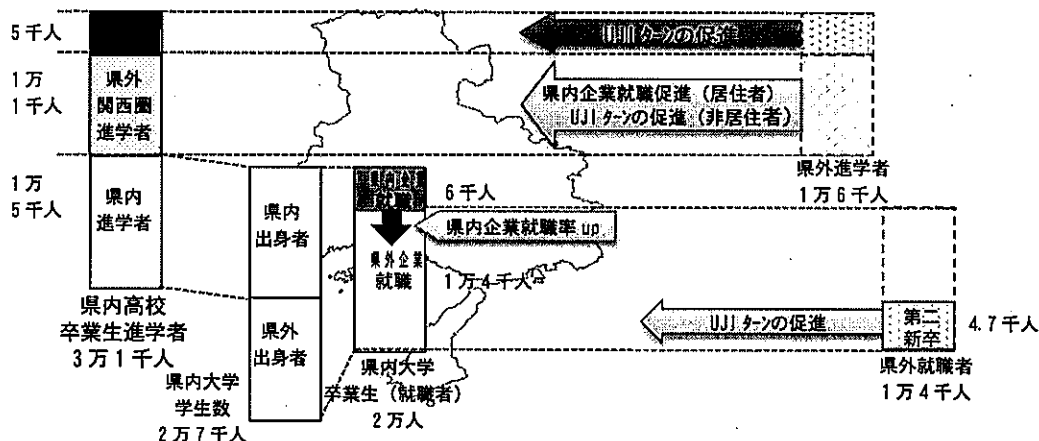 5千人
UJIターンの促進
1万
1千人
県外
関西圏
進学者
県内企業就職促進（居住者）
UJIターンの促進（非居住者）
県外進学者
1万6千人
1万
5千人
県内
進学者
県内
出身者
県内企業
就職
6千人
県内企業就職率up
県外企業
就職
1万4千人
県内高校
卒業生進学者
3万1千人
県外
出身者
UJIターンの促進
第二
新卒
4.7千人
県内大学
学生数
2万7千人
県内大学
卒業生（就職者）
2万人
県外就職者
1万4千人